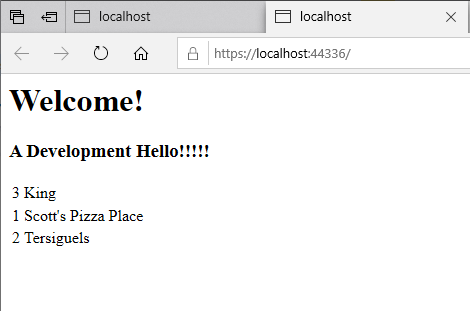 localhost
localhost
https://localhost:44336/
Welcome!
A Development Hello!!!!!
3 King
1 Scott's Pizza Place
2 Tersiguels